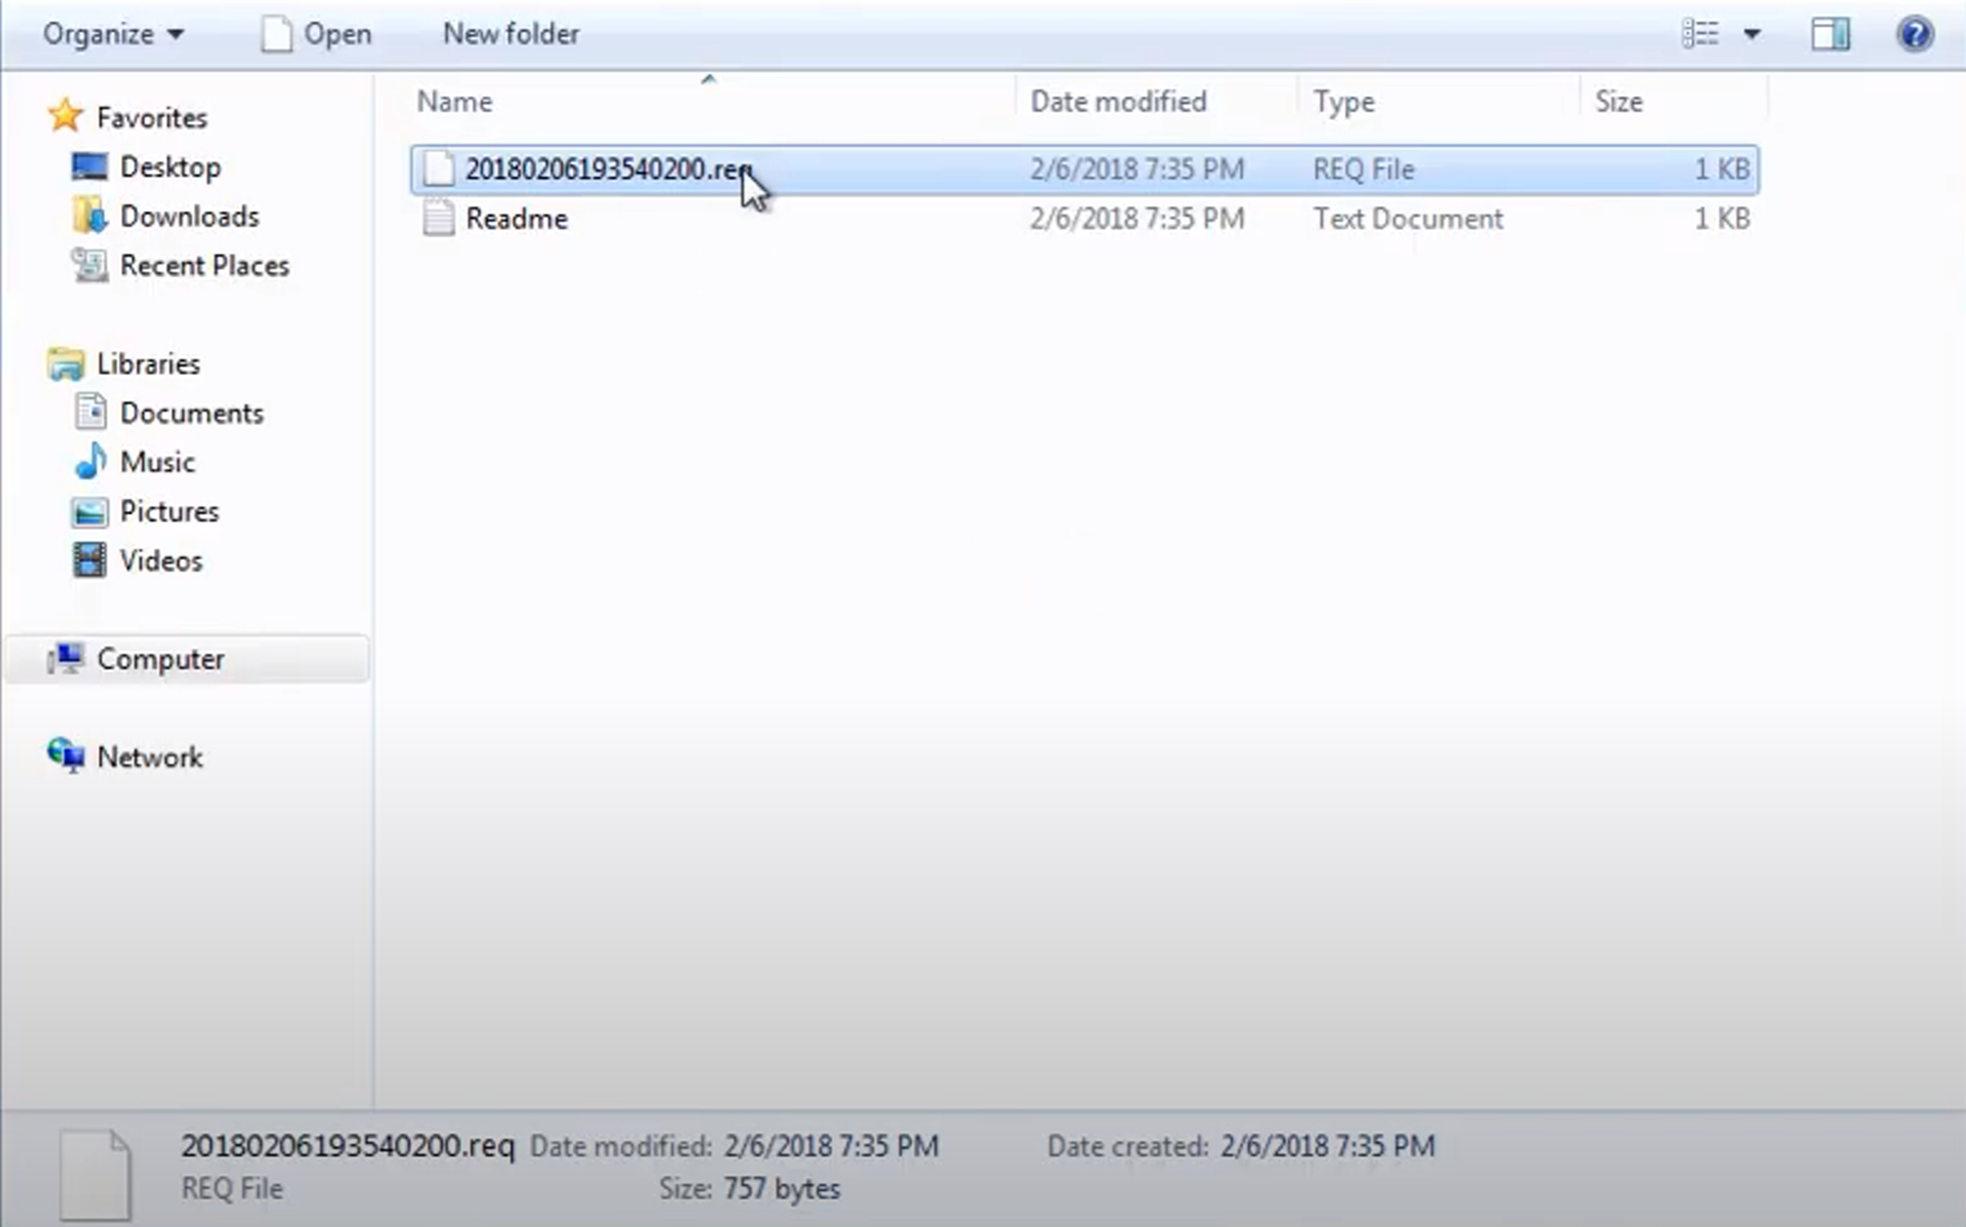 Organize Open New folder
Name Date modified Type Size
Favorites
Desktop
Downloads
Recent Places
Libraries
Documents
Music
Pictures
Videos
Computer
Network
20180206193540200.req 2/6/2018 7:35 PM REQ File 1 KB
Readme 2/6/2018 7:35 PM Text Document 1 KB
20180206193540200.req Date modified: 2/6/2018 7:35 PM Date created: 2/6/2018 7:35 PM
REQ File Size: 757 bytes